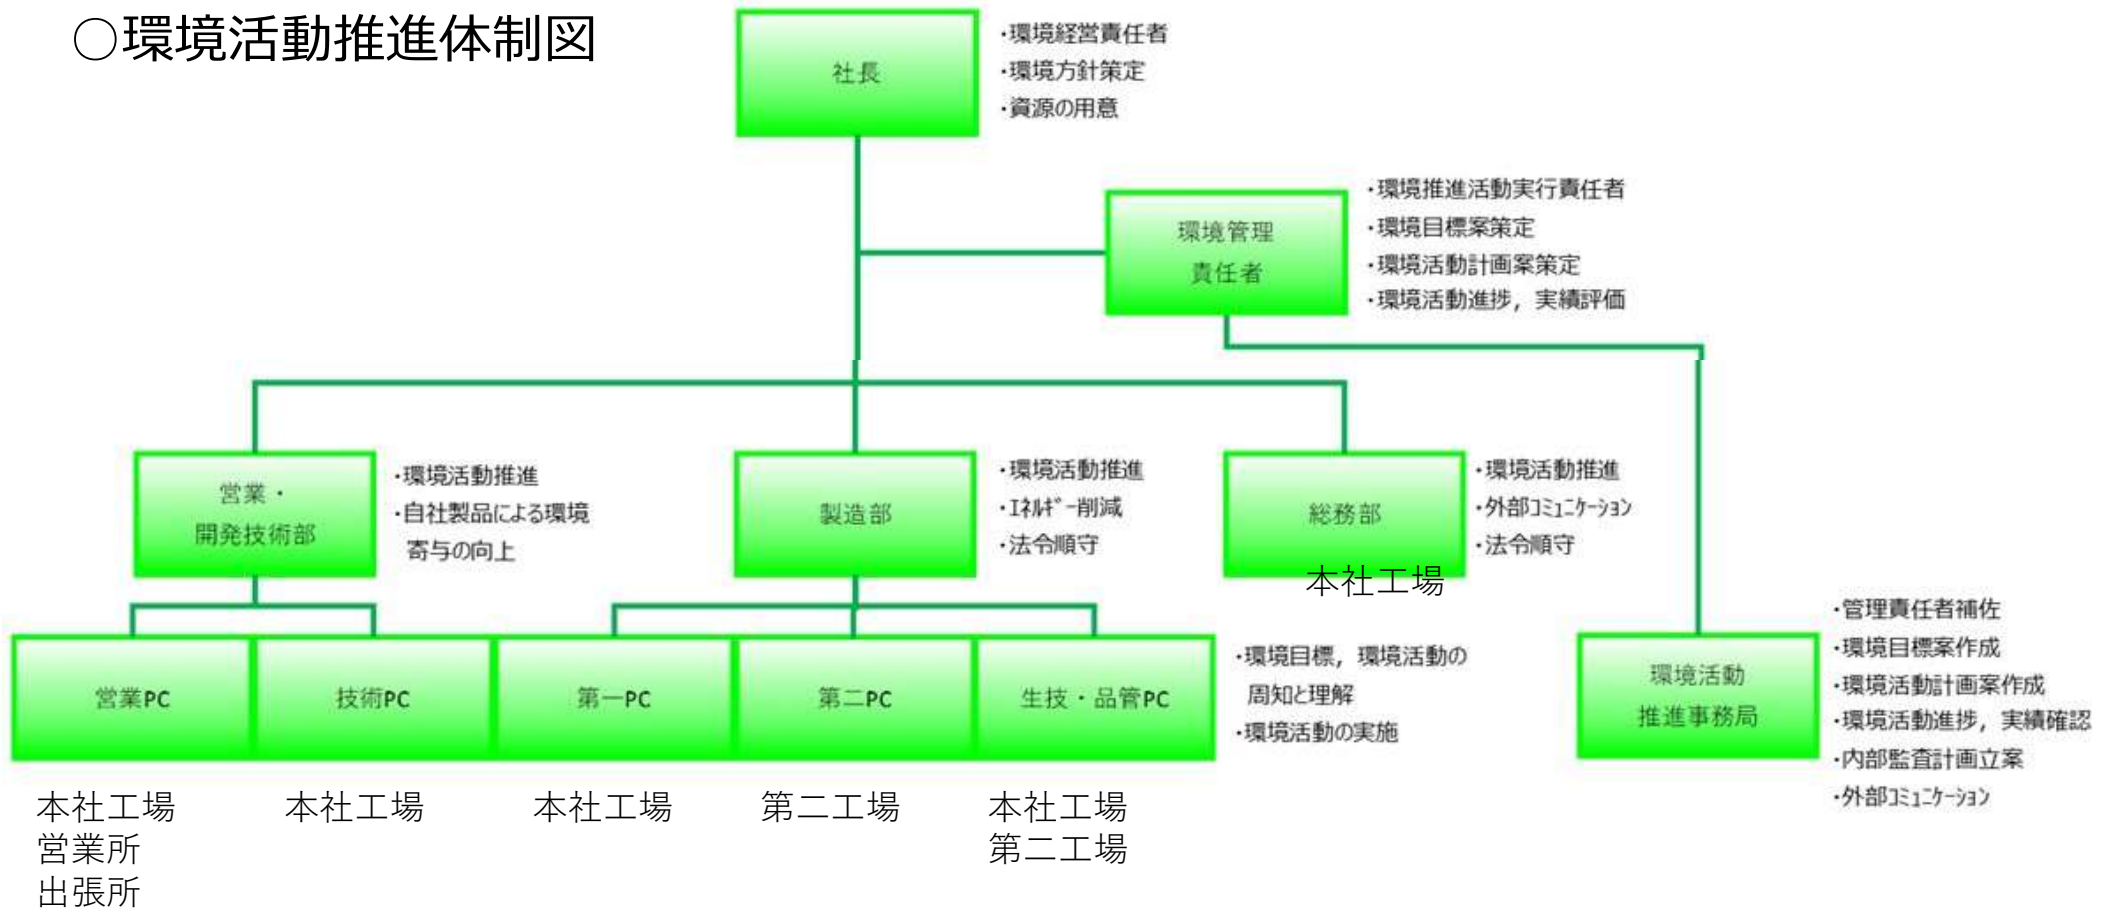 ○環境活動推進体制図
社長
・環境経営責任者
・環境方針策定
・資源の用意
環境管理
責任者
・環境推進活動実行責任者
・環境目標案策定
・環境活動計画案策定
・環境活動進捗，実績評価
営業・
開発技術部
・環境活動推進
・自社製品による環境
寄与の向上
製造部
・環境活動推進
・ｴﾈﾙｷﾞｰ削減
・法令順守
総務部
本社工場
・環境活動推進
・外部ｺﾐｭﾆｹｰｼｮﾝ
・法令順守
営業PC
技術PC
第一PC
第二PC
生技・品管PC
・環境目標，環境活動の
周知と理解
・環境活動の実施
環境活動
推進事務局
・管理責任者補佐
・環境目標案作成
・環境活動計画案作成
・環境活動進捗，実績確認
・内部監査計画立案
・外部ｺﾐｭﾆｹｰｼｮﾝ
本社工場
営業所
出張所
本社工場
本社工場
第二工場
本社工場
第二工場